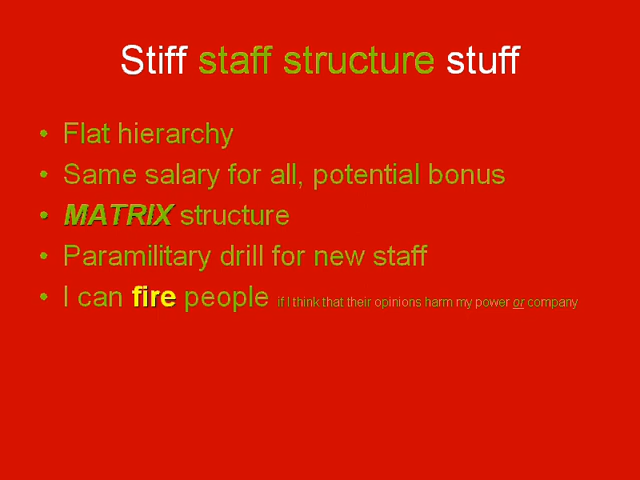 Stiff staff structure stuff
• Flat hierarchy
• Same salary for all, potential bonus
• MATRIX structure
• Paramilitary drill for new staff
• I can fire people if I think that their opinions harm my power or company